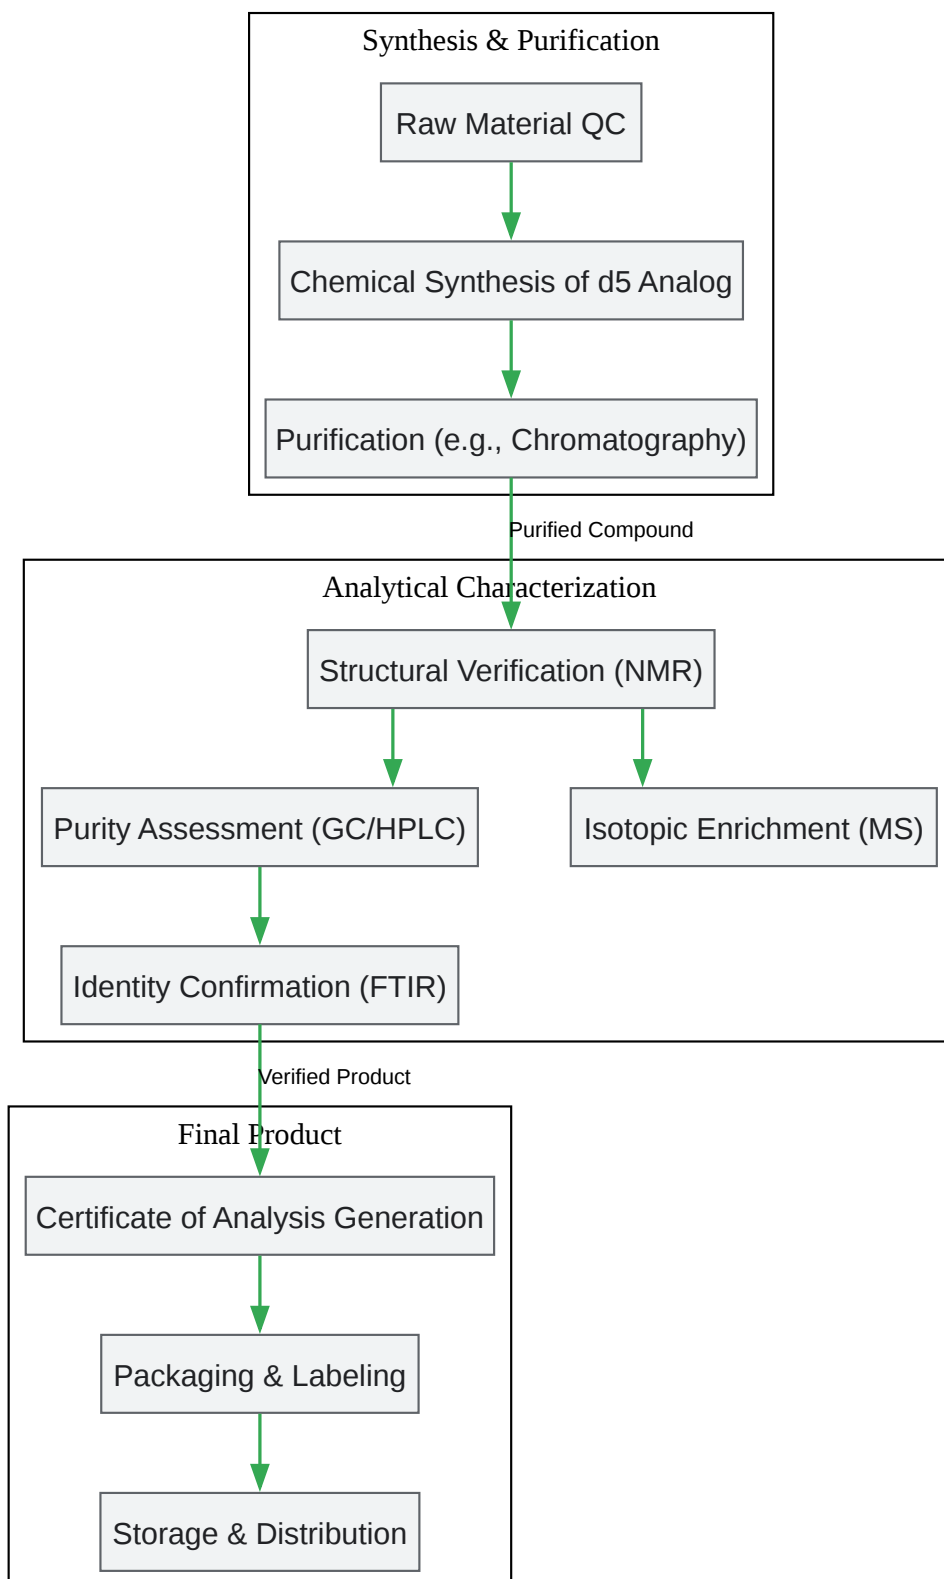 Synthesis & Purification
Raw Material QC
Chemical Synthesis of d5 Analog
Purification (e.g., Chromatography)
Purified Compound
Analytical Characterization
Structural Verification (NMR)
Purity Assessment (GC/HPLC)
Isotopic Enrichment (MS)
Identity Confirmation (FTIR)
Verified Product
Final Product
Certificate of Analysis Generation
Packaging & Labeling
Storage & Distribution